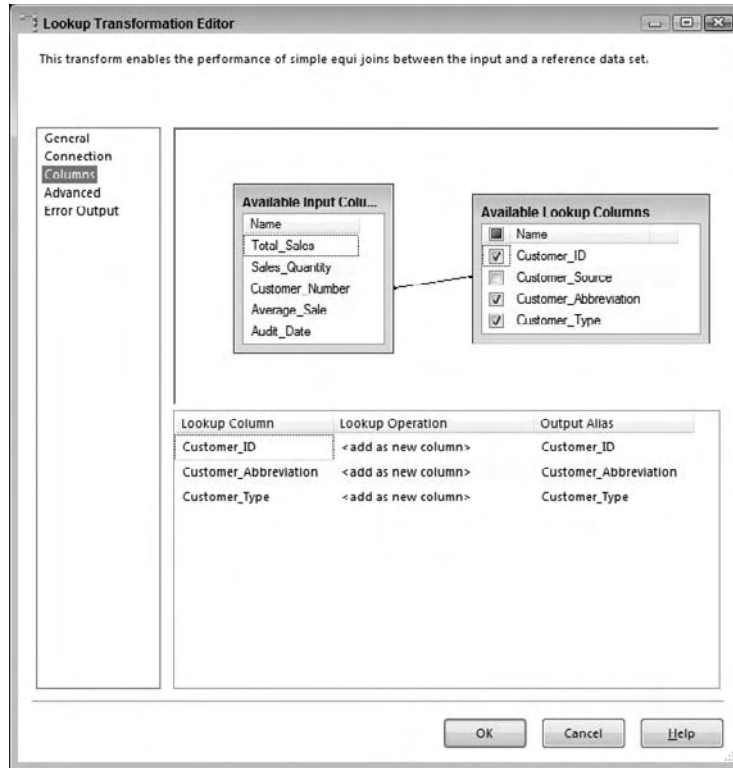 Lookup Transformation Editor
This transform enables the performance of simple equi joins between the input and a reference data set.
General
Connection
Columns
Advanced
Error Output
Available Input Colu...
Name
Total_Sales
Sales_Quantity
Customer_Number
Average_Sale
Audit_Date
Available Lookup Columns
Name
Customer_ID
Customer_Source
Customer_Abbreviation
Customer_Type
Lookup Column Lookup Operation Output Alias
Customer_ID <add as new column> Customer_ID
Customer_Abbreviation <add as new column> Customer_Abbreviation
Customer_Type <add as new column> Customer_Type
OK Cancel Help